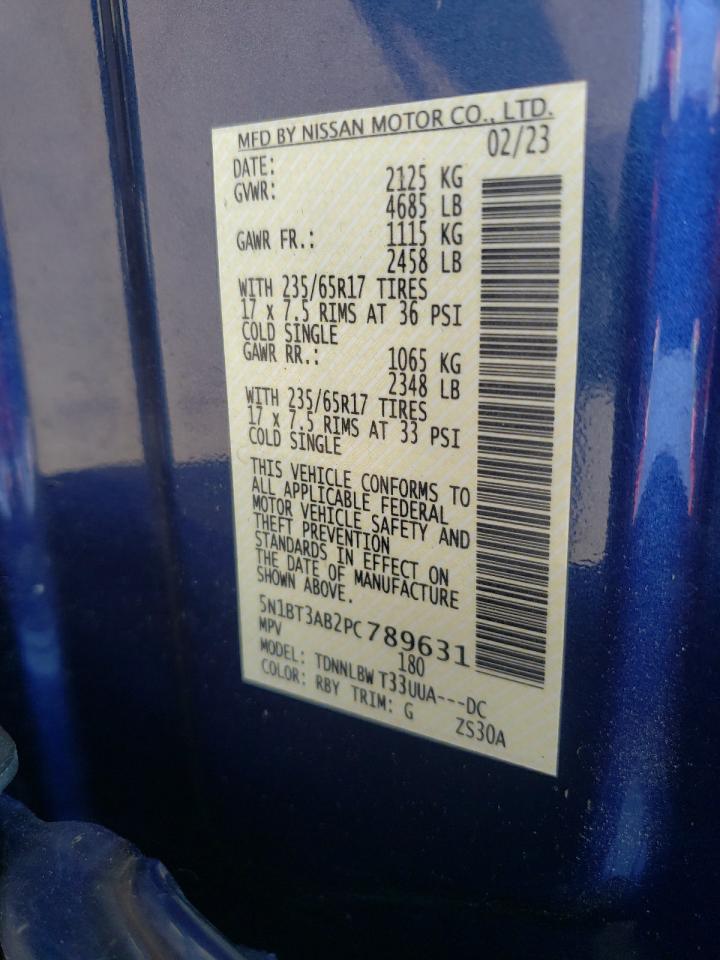 MFD BY NISSAN MOTOR CO., LTD.
DATE: 02/23
GVWR: 2125 KG
4685 LB
GAWR FR.: 1115 KG
2458 LB
WITH 235/65R17 TIRES
17 x 7.5 RIMS AT 36 PSI
COLD SINGLE
GAWR RR.: 1065 KG
2348 LB
WITH 235/65R17 TIRES
17 x 7.5 RIMS AT 33 PSI
COLD SINGLE
THIS VEHICLE CONFORMS TO
ALL APPLICABLE FEDERAL
MOTOR VEHICLE SAFETY AND
THEFT PREVENTION
STANDARDS IN EFFECT ON
THE DATE OF MANUFACTURE
SHOWN ABOVE.
5N1BT3AB2PC789631
MPV 180
MODEL: TDNNLBW T33UUA---DC
COLOR: RBY TRIM: G ZS30A